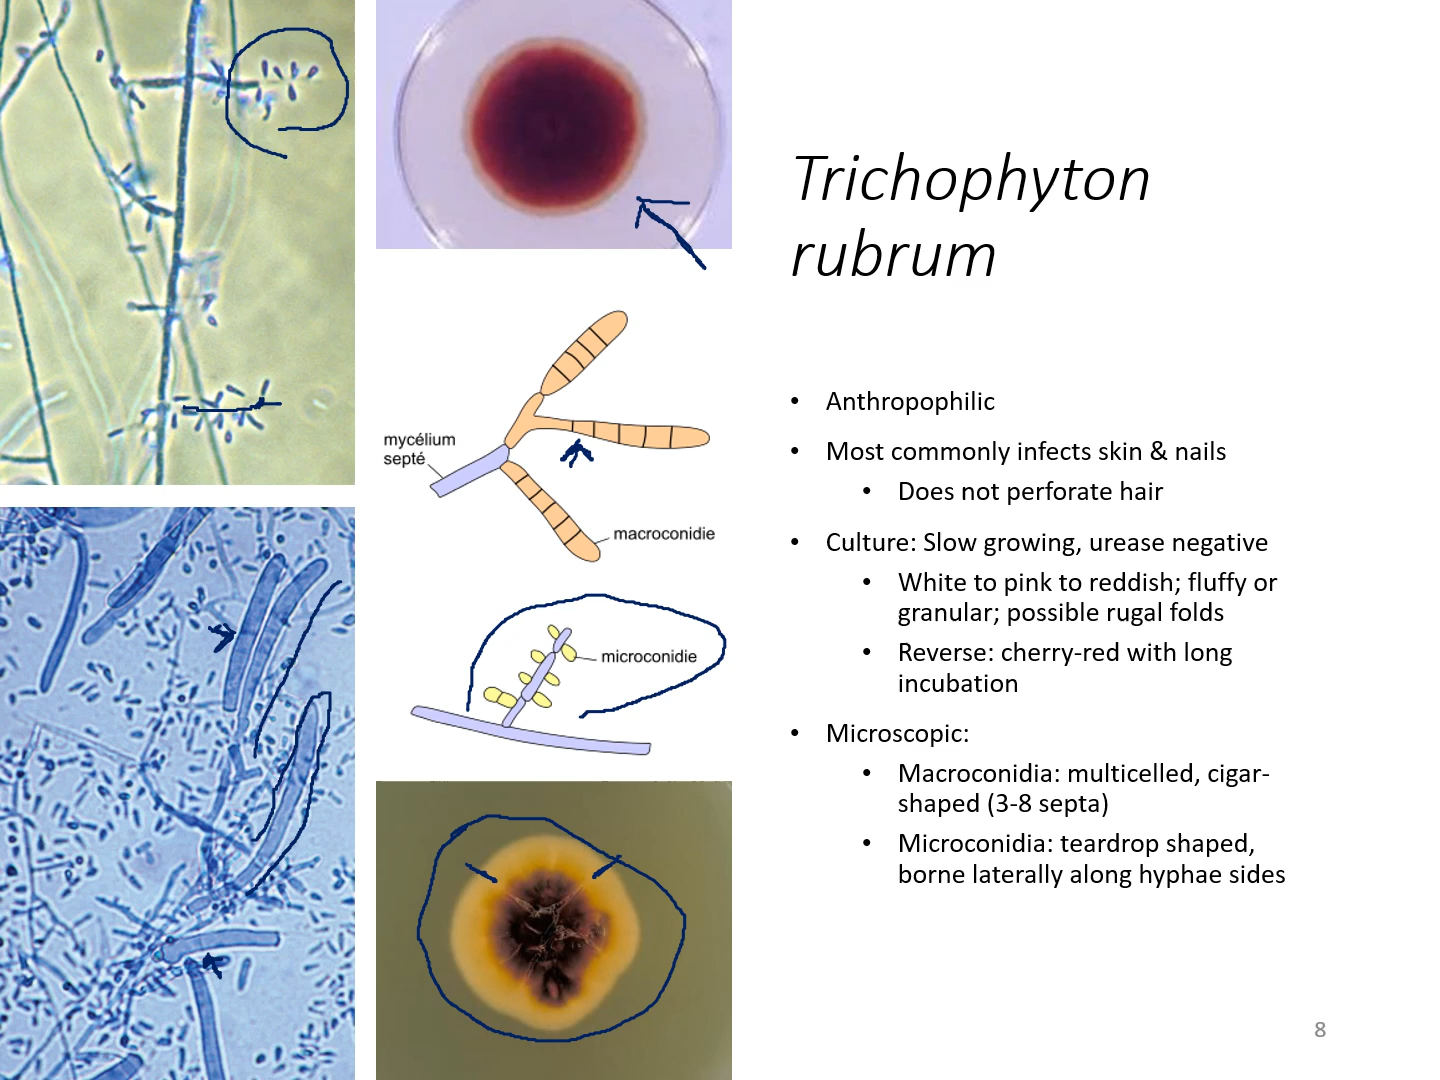 Trichophyton
rubrum
mycélium
septé
macroconidie
microconidie
• Anthropophilic
• Most commonly infects skin & nails
• Does not perforate hair
• Culture: Slow growing, urease negative
• White to pink to reddish; fluffy or
granular; possible rugal folds
• Reverse: cherry-red with long
incubation
• Microscopic:
• Macroconidia: multicelled, cigar-
shaped (3-8 septa)
• Microconidia: teardrop shaped,
borne laterally along hyphae sides
8